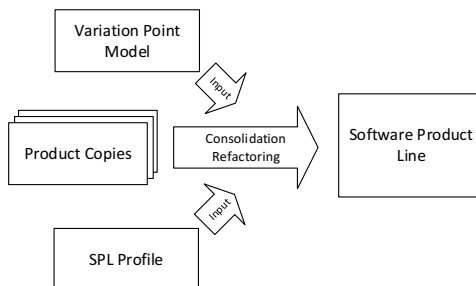 Variation Point
Model
Input
Product Copies
Consolidation
Refactoring
Software Product
Line
Input
SPL Profile